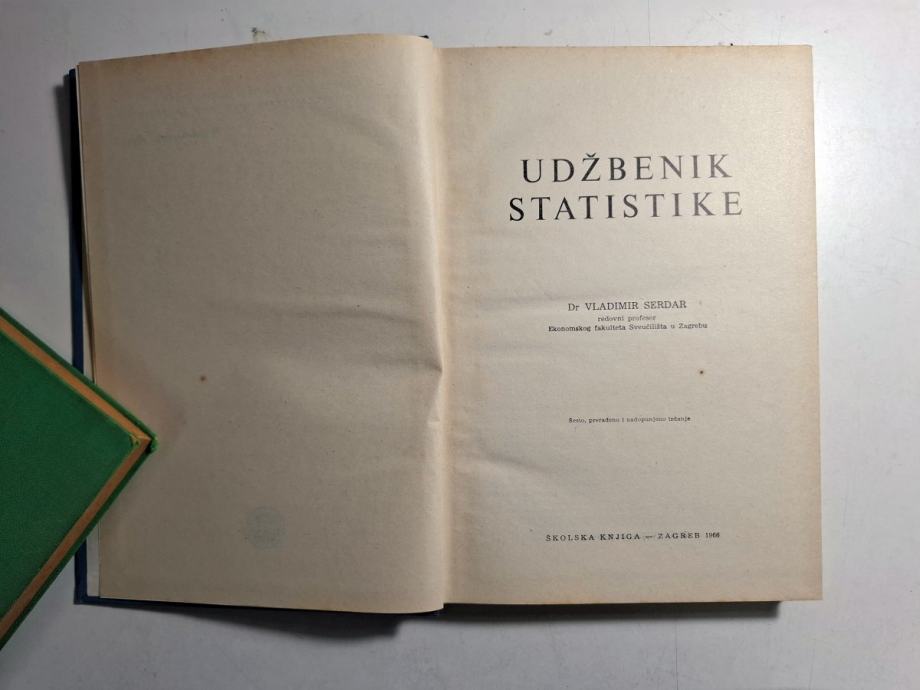 UDŽBENIK
STATISTIKE
Dr VLADIMIR SERDAR
redovni profesor
Ekonomskog fakulteta Sveučilišta u Zagrebu
Šesto, prerađeno i nadopunjeno izdanje
ŠKOLSKA KNJIGA — ZAGREB 1966